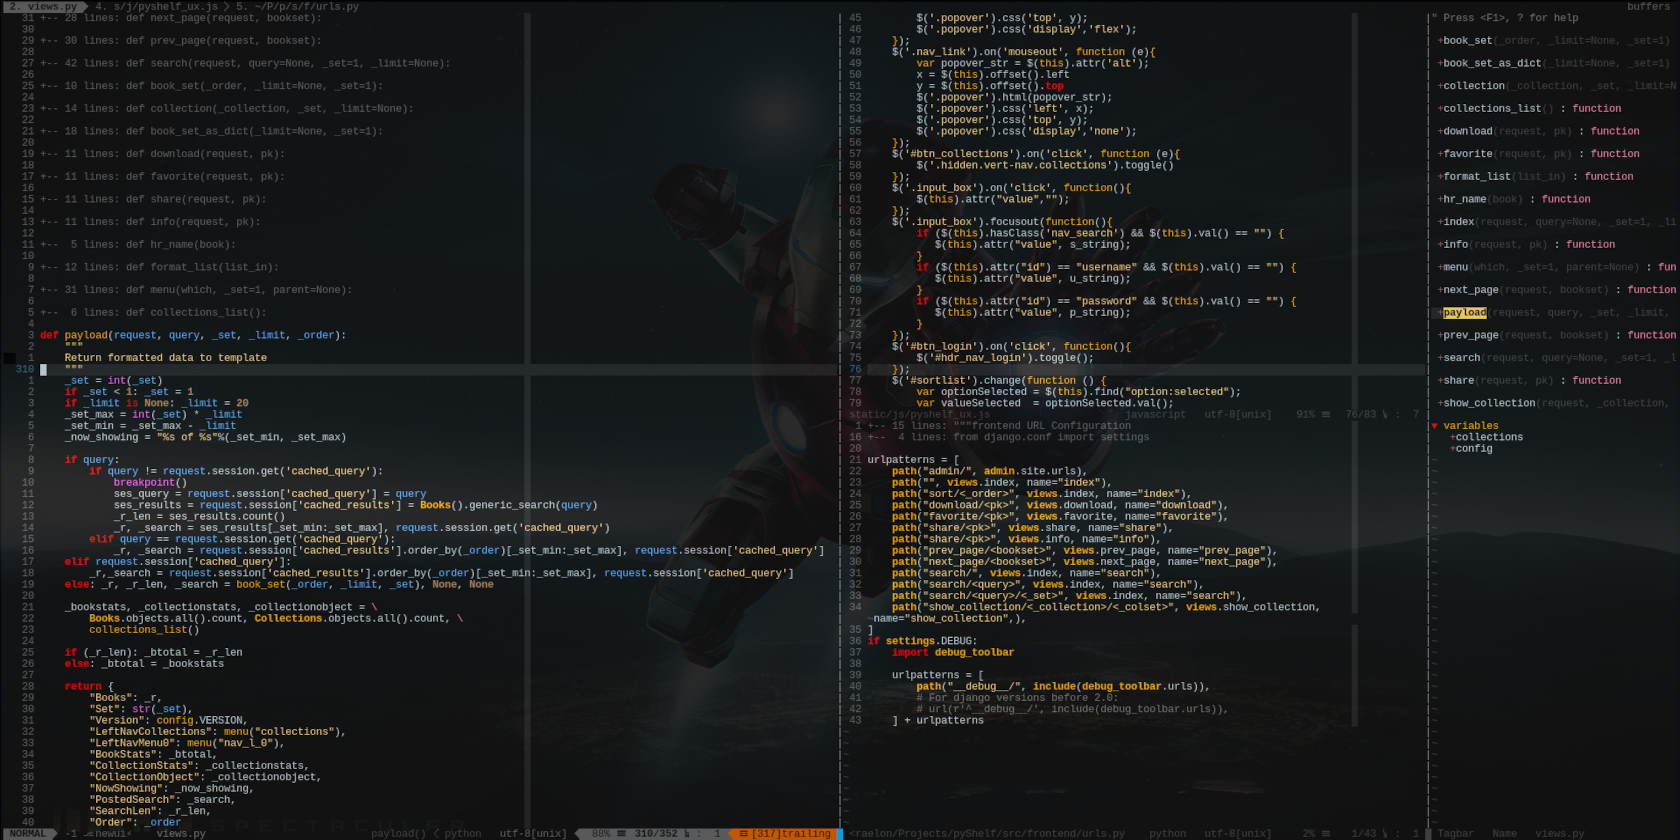 2. views.py  4. s/j/pyshelf_ux.js  5. ~/P/p/s/f/urls.py
buffers
31 +-- 28 lines: def next_page(request, bookset):
30
29 +-- 30 lines: def prev_page(request, bookset):
28
27 +-- 42 lines: def search(request, query=None, _set=1, _limit=None):
26
25 +-- 10 lines: def book_set(_order, _limit=None, _set=1):
24
23 +-- 14 lines: def collection(_collection, _set, _limit=None):
22
21 +-- 18 lines: def book_set_as_dict(_limit=None, _set=1):
20
19 +-- 11 lines: def download(request, pk):
18
17 +-- 11 lines: def favorite(request, pk):
16
15 +-- 11 lines: def share(request, pk):
14
13 +-- 11 lines: def info(request, pk):
12
11 +--  5 lines: def hr_name(book):
10
9 +-- 12 lines: def format_list(list_in):
8
7 +-- 31 lines: def menu(which, _set=1, parent=None):
6
5 +--  6 lines: def collections_list():
4
3 def payload(request, query, _set, _limit, _order):
2     """
1     Return formatted data to template
310     """
1     _set = int(_set)
2     if _set < 1: _set = 1
3     if _limit is None: _limit = 20
4     _set_max = int(_set) * _limit
5     _set_min = _set_max - _limit
6     _now_showing = "%s of %s"%(_set_min, _set_max)
7
8     if query:
9         if query != request.session.get('cached_query'):
10             breakpoint()
11             ses_query = request.session['cached_query'] = query
12             ses_results = request.session['cached_results'] = Books().generic_search(query)
13             _r_len = ses_results.count()
14             _r, _search = ses_results[_set_min:_set_max], request.session.get('cached_query')
15         elif query == request.session.get('cached_query'):
16             _r, _search = request.session['cached_results'].order_by(_order)[_set_min:_set_max], request.session['cached_query']
17     elif request.session['cached_query']:
18         _r,_search = request.session['cached_results'].order_by(_order)[_set_min:_set_max], request.session['cached_query']
19     else: _r, _r_len, _search = book_set(_order, _limit, _set), None, None
20
21     _bookstats, _collectionstats, _collectionobject = \
22         Books.objects.all().count, Collections.objects.all().count, \
23         collections_list()
24
25     if (_r_len): _btotal = _r_len
26     else: _btotal = _bookstats
27
28     return {
29         "Books": _r,
30         "Set": str(_set),
31         "Version": config.VERSION,
32         "LeftNavCollections": menu("collections"),
33         "LeftNavMenu0": menu("nav_l_0"),
34         "BookStats": _btotal,
35         "CollectionStats": _collectionstats,
36         "CollectionObject": _collectionobject,
37         "NowShowing": _now_showing,
38         "PostedSearch": _search,
39         "SearchLen": _r_len,
40         "Order": _order
NORMAL  -1  newui  views.py  payload()  python  utf-8[unix]  88% 310/352 : 1  [317]trailing
45         $('.popover').css('top', y);
46         $('.popover').css('display','flex');
47     });
48     $('.nav_link').on('mouseout', function (e){
49         var popover_str = $(this).attr('alt');
50         x = $(this).offset().left
51         y = $(this).offset().top
52         $('.popover').html(popover_str);
53         $('.popover').css('left', x);
54         $('.popover').css('top', y);
55         $('.popover').css('display','none');
56     });
57     $('#btn_collections').on('click', function (e){
58         $('.hidden.vert-nav.collections').toggle()
59     });
60     $('.input_box').on('click', function(){
61         $(this).attr("value","");
62     });
63     $('.input_box').focusout(function(){
64         if ($(this).hasClass('nav_search') && $(this).val() == "") {
65            $(this).attr("value", s_string);
66         }
67         if ($(this).attr("id") == "username" && $(this).val() == "") {
68            $(this).attr("value", u_string);
69         }
70         if ($(this).attr("id") == "password" && $(this).val() == "") {
71            $(this).attr("value", p_string);
72         }
73     });
74     $('#btn_login').on('click', function(){
75        $('#hdr_nav_login').toggle();
76     });
77     $('#sortlist').change(function () {
78         var optionSelected = $(this).find("option:selected");
79         var valueSelected  = optionSelected.val();
static/js/pyshelf_ux.js  javascript  utf-8[unix]  91% 76/83 : 7
1 +-- 15 lines: """frontend URL Configuration
16 +--  4 lines: from django.conf import settings
20
21 urlpatterns = [
22     path("admin/", admin.site.urls),
23     path("", views.index, name="index"),
24     path("sort/<_order>", views.index, name="index"),
25     path("download/<pk>", views.download, name="download"),
26     path("favorite/<pk>", views.favorite, name="favorite"),
27     path("share/<pk>", views.share, name="share"),
28     path("share/<pk>", views.info, name="info"),
29     path("prev_page/<bookset>", views.prev_page, name="prev_page"),
30     path("next_page/<bookset>", views.next_page, name="next_page"),
31     path("search/", views.index, name="search"),
32     path("search/<query>", views.index, name="search"),
33     path("search/<query>/<_set>", views.index, name="search"),
34     path("show_collection/<_collection>/<_colset>", views.show_collection,
name="show_collection",),
35 ]
36 if settings.DEBUG:
37     import debug_toolbar
38
39     urlpatterns = [
40         path("__debug__/", include(debug_toolbar.urls)),
41         # For django versions before 2.0:
42         # url(r'^__debug__/', include(debug_toolbar.urls)),
43     ] + urlpatterns
<raelon/Projects/pyShelf/src/frontend/urls.py  python  utf-8[unix]  2% 1/43 : 1
" Press <F1>, ? for help
+book_set(_order, _limit=None, _set=1)
+book_set_as_dict(_limit=None, _set=1)
+collection(_collection, _set, _limit=N
+collections_list() : function
+download(request, pk) : function
+favorite(request, pk) : function
+format_list(list_in) : function
+hr_name(book) : function
+index(request, query=None, _set=1, _li
+info(request, pk) : function
+menu(which, _set=1, parent=None) : fun
+next_page(request, bookset) : function
+payload(request, query, _set, _limit,
+prev_page(request, bookset) : function
+search(request, query=None, _set=1, _l
+share(request, pk) : function
+show_collection(request, _collection,
▼ variables
+collections
+config
Tagbar  Name  views.py